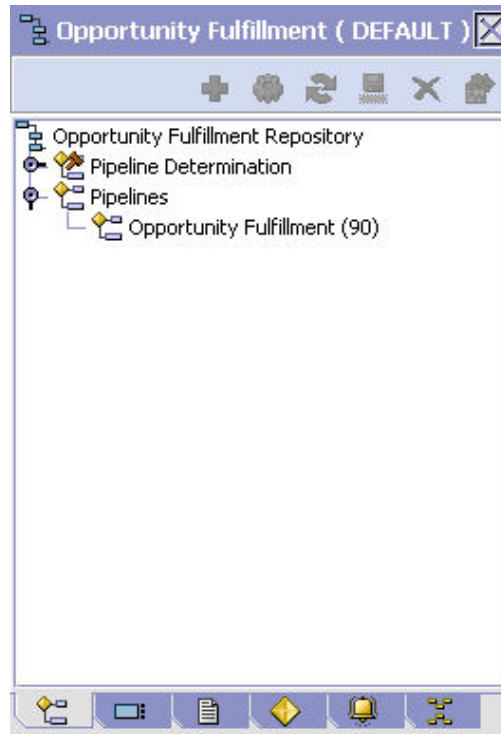 Opportunity Fulfillment ( DEFAULT )
Opportunity Fulfillment Repository
Pipeline Determination
Pipelines
Opportunity Fulfillment (90)